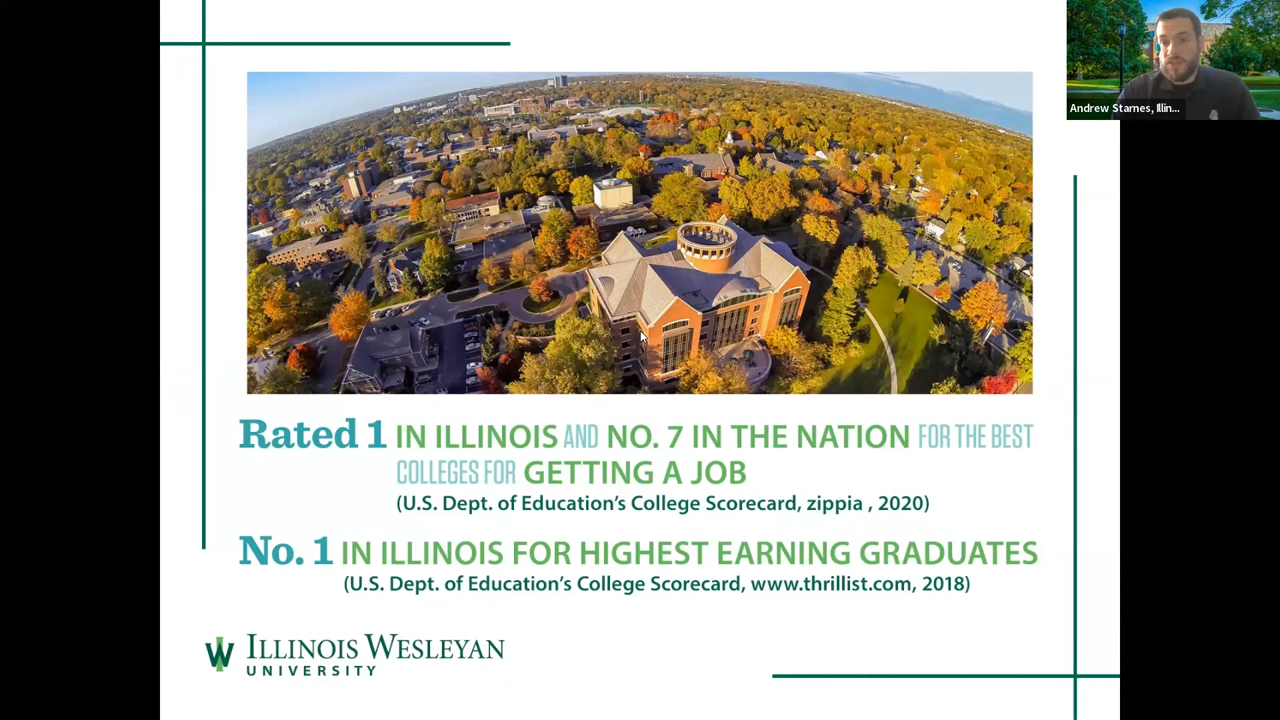 Andrew Starnes, Illin...
Rated 1 IN ILLINOIS AND NO. 7 IN THE NATION FOR THE BEST
COLLEGES FOR GETTING A JOB
(U.S. Dept. of Education's College Scorecard, zippia , 2020)
No. 1 IN ILLINOIS FOR HIGHEST EARNING GRADUATES
(U.S. Dept. of Education's College Scorecard, www.thrillist.com, 2018)
W ILLINOIS WESLEYAN
UNIVERSITY